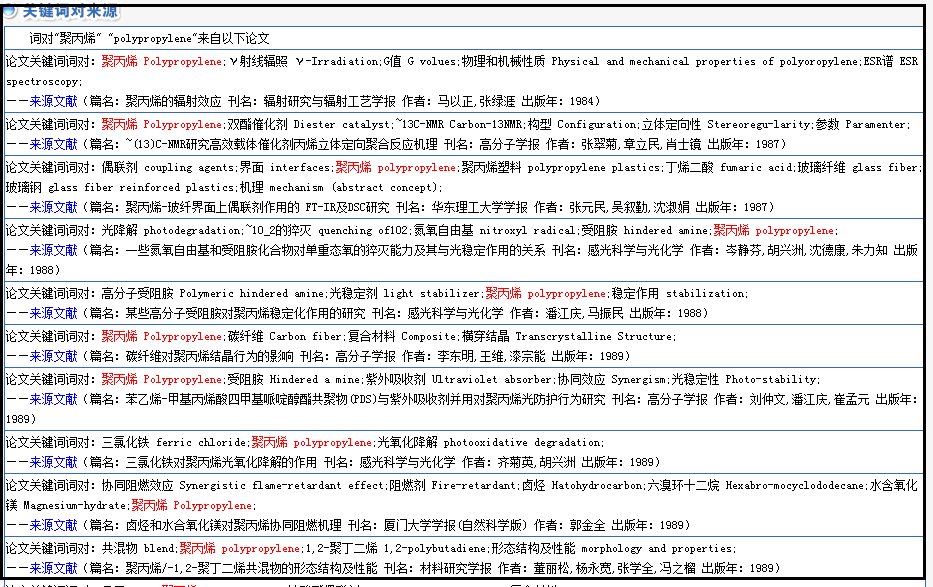 关键词对来源
词对"聚丙烯" "polypropylene"来自以下论文
论文关键词词对: 聚丙烯 Polypropylene;γ射线辐照 γ-Irradiation;G值 G volues;物理和机械性质 Physical and mechanical properties of polyoropylene;ESR谱 ESR
spectroscopy;
——来源文献（篇名: 聚丙烯的辐射效应 刊名: 辐射研究与辐射工艺学报 作者: 马以正,张绿涯 出版年: 1984）
论文关键词词对: 聚丙烯 Polypropylene;双酯催化剂 Diester catalyst;~13C-NMR Carbon-13NMR;构型 Configuration;立体定向性 Stereoregu-larity;参数 Paramenter;
——来源文献（篇名: ~(13)C-NMR研究高效载体催化剂丙烯立体定向聚合反应机理 刊名: 高分子学报 作者: 张翠菊,章立民,肖士镜 出版年: 1987）
论文关键词词对: 偶联剂 coupling agents;界面 interfaces;聚丙烯 polypropylene;聚丙烯塑料 polypropylene plastics;丁烯二酸 fumaric acid;玻璃纤维 glass fiber;
玻璃钢 glass fiber reinforced plastics;机理 mechanism (abstract concept);
——来源文献（篇名: 聚丙烯-玻纤界面上偶联剂作用的 FT-IR及DSC研究 刊名: 华东理工大学学报 作者: 张元民,吴叙勤,沈淑娟 出版年: 1987）
论文关键词词对: 光降解 photodegradation;~1O_2的猝灭 quenching of1O2;氮氧自由基 nitroxyl radical;受阻胺 hindered amine;聚丙烯 polypropylene;
——来源文献（篇名: 一些氮氧自由基和受阻胺化合物对单重态氧的猝灭能力及其与光稳定作用的关系 刊名: 感光科学与光化学 作者: 岑静芬,胡兴洲,沈德康,朱力知 出版
年: 1988）
论文关键词词对: 高分子受阻胺 Polymeric hindered amine;光稳定剂 light stabilizer;聚丙烯 polypropylene;稳定作用 stabilization;
——来源文献（篇名: 某些高分子受阻胺对聚丙烯稳定化作用的研究 刊名: 感光科学与光化学 作者: 潘江庆,马振民 出版年: 1988）
论文关键词词对: 聚丙烯 Polypropylene;碳纤维 Carbon fiber;复合材料 Composite;横穿结晶 Transcrystalline Structure;
——来源文献（篇名: 碳纤维对聚丙烯结晶行为的影响 刊名: 高分子学报 作者: 李东明,王维,漆宗能 出版年: 1989）
论文关键词词对: 聚丙烯 Polypropylene;受阻胺 Hindered a mine;紫外吸收剂 Ultraviolet absorber;协同效应 Synergism;光稳定性 Photo-stability;
——来源文献（篇名: 苯乙烯-甲基丙烯酸四甲基哌啶醇酯共聚物(PDS)与紫外吸收剂并用对聚丙烯光防护行为研究 刊名: 高分子学报 作者: 刘仲文,潘江庆,崔孟元 出版年:
1989）
论文关键词词对: 三氯化铁 ferric chloride;聚丙烯 polypropylene;光氧化降解 photooxidative degradation;
——来源文献（篇名: 三氯化铁对聚丙烯光氧化降解的作用 刊名: 感光科学与光化学 作者: 齐菊英,胡兴洲 出版年: 1989）
论文关键词词对: 协同阻燃效应 Synergistic flame-retardant effect;阻燃剂 Fire-retardant;卤烃 Hatohydrocarbon;六溴环十二烷 Hexabro-mocyclododecane;水合氧化
镁 Magnesium-hydrate;聚丙烯 Polypropylene;
——来源文献（篇名: 卤烃和水合氧化镁对聚丙烯协同阻燃机理 刊名: 厦门大学学报(自然科学版) 作者: 郭金全 出版年: 1989）
论文关键词词对: 共混物 blend;聚丙烯 polypropylene;1,2-聚丁二烯 1,2-polybutadiene;形态结构及性能 morphology and properties;
——来源文献（篇名: 聚丙烯/-1,2-聚丁二烯共混物的形态结构及性能 刊名: 材料研究学报 作者: 董丽松,杨永宽,张学全,冯之榴 出版年: 1989）